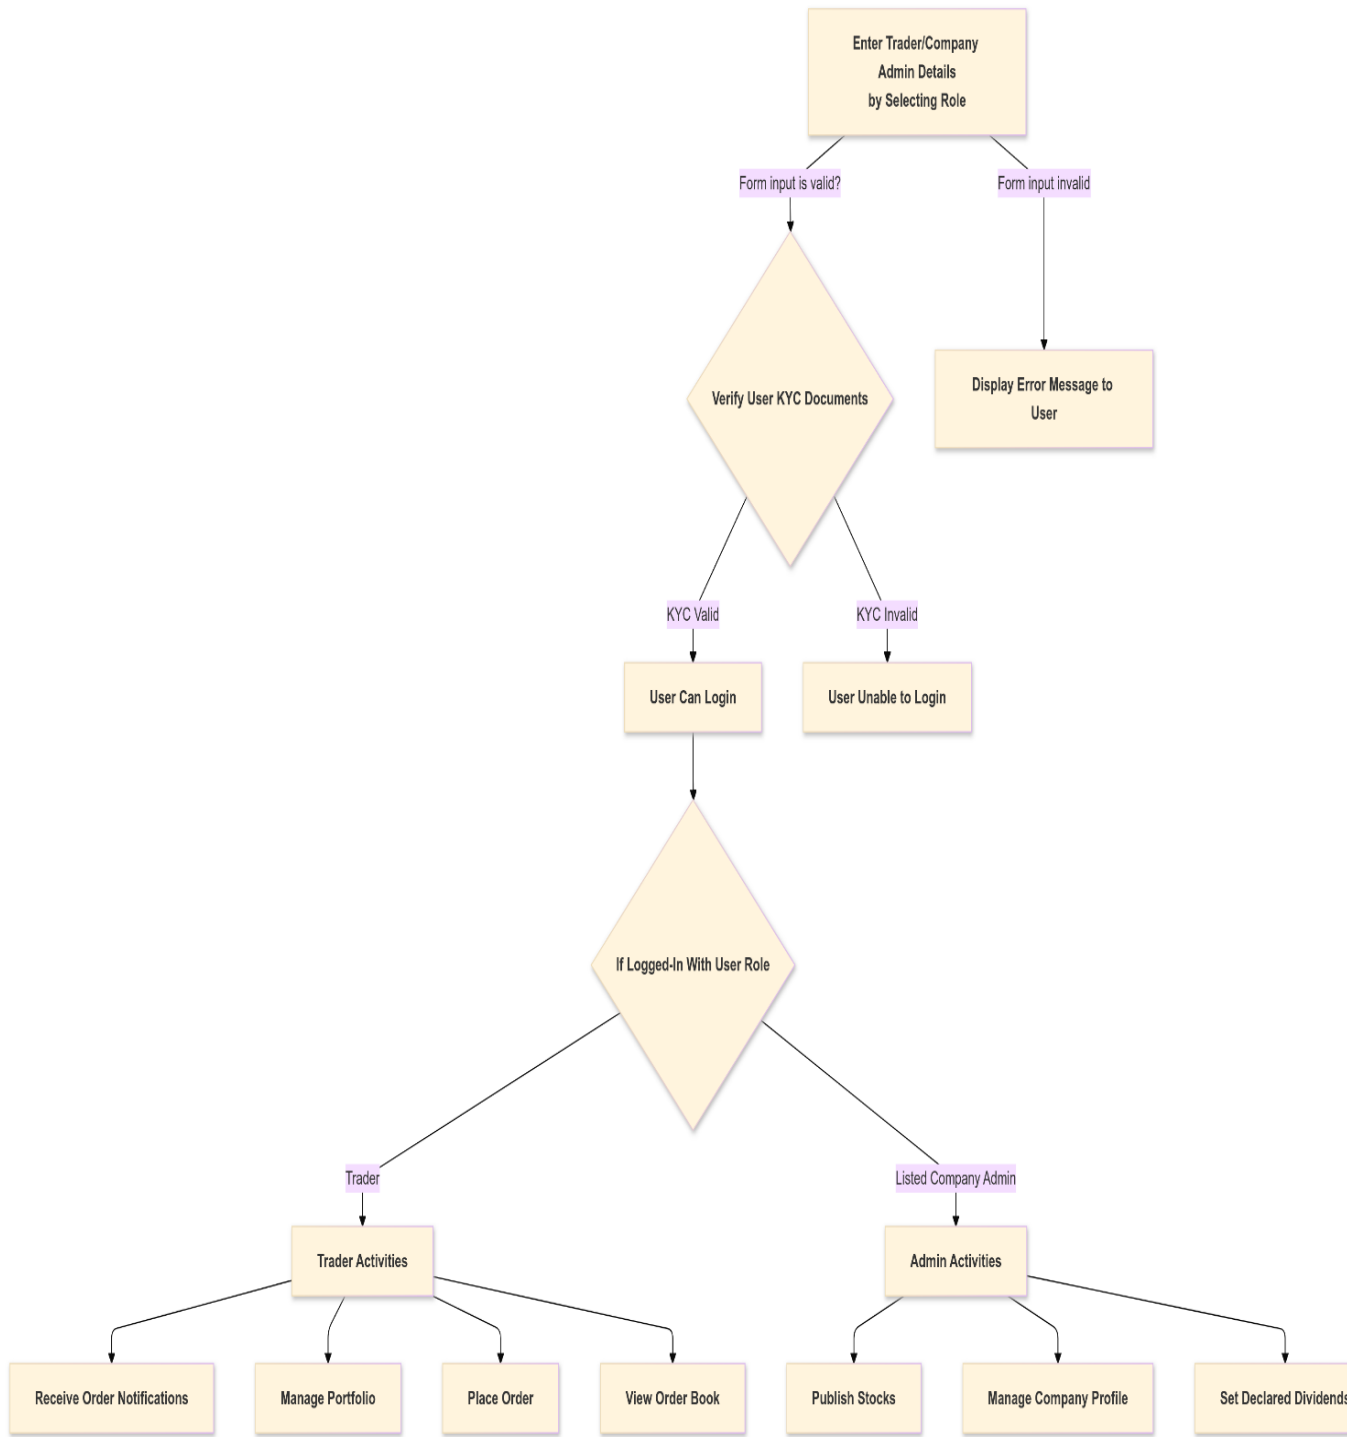 Enter Trader/Company
Admin Details
by Selecting Role
Form input is valid?
Form input invalid
Verify User KYC Documents
Display Error Message to
User
KYC Valid
KYC Invalid
User Can Login
User Unable to Login
If Logged-In With User Role
Trader
Listed Company Admin
Trader Activities
Admin Activities
Receive Order Notifications
Manage Portfolio
Place Order
View Order Book
Publish Stocks
Manage Company Profile
Set Declared Dividends